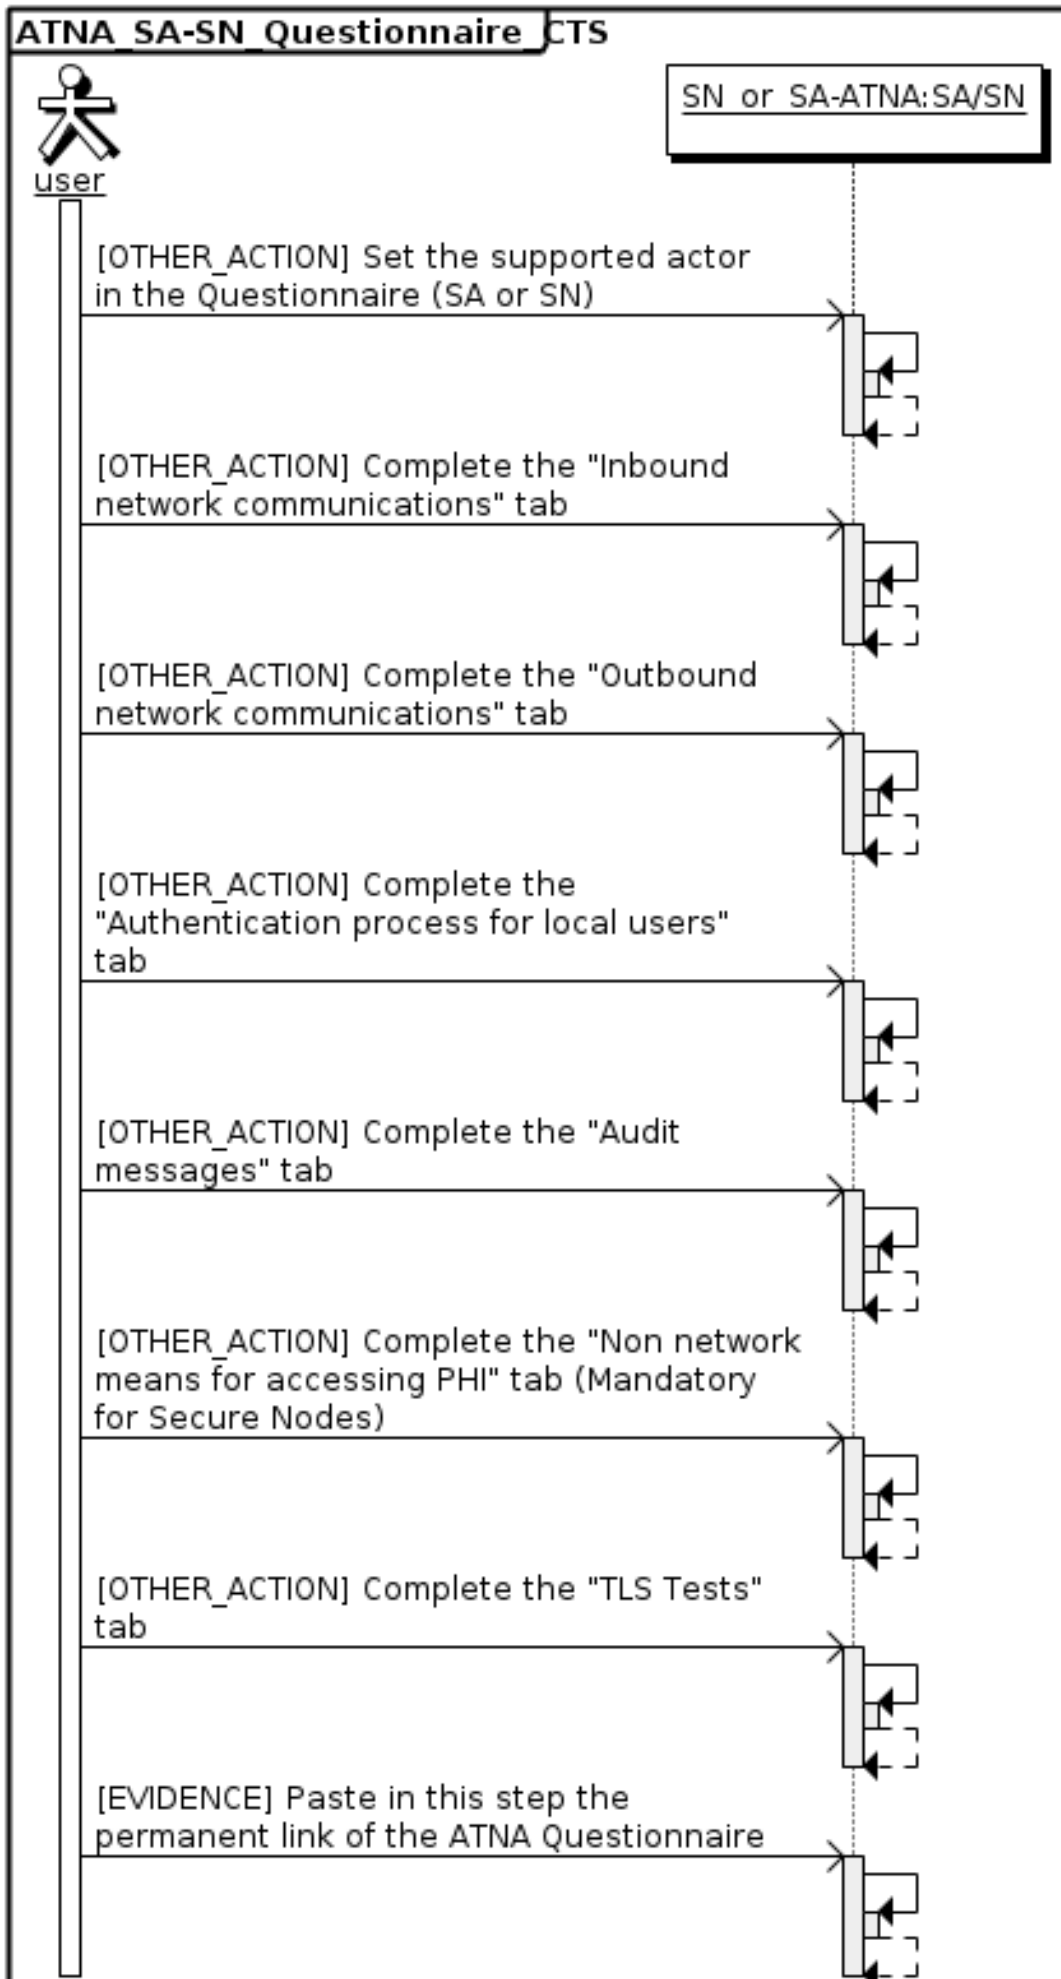 ATNA_SA-SN_Questionnaire_CTS
SN_or_SA-ATNA:SA/SN
user
[OTHER_ACTION] Set the supported actor
in the Questionnaire (SA or SN)
[OTHER_ACTION] Complete the "Inbound
network communications" tab
[OTHER_ACTION] Complete the "Outbound
network communications" tab
[OTHER_ACTION] Complete the
"Authentication process for local users"
tab
[OTHER_ACTION] Complete the "Audit
messages" tab
[OTHER_ACTION] Complete the "Non network
means for accessing PHI" tab (Mandatory
for Secure Nodes)
[OTHER_ACTION] Complete the "TLS Tests"
tab
[EVIDENCE] Paste in this step the
permanent link of the ATNA Questionnaire